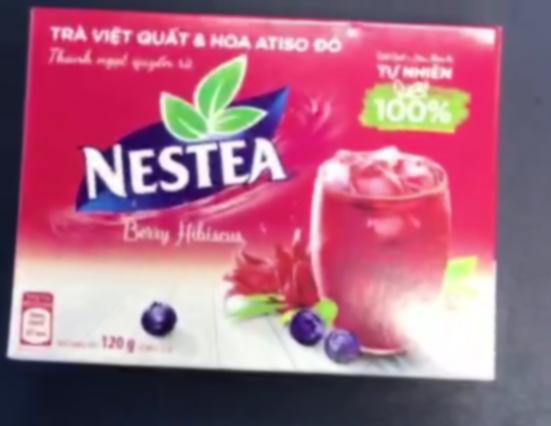 TRÀ VIỆT QUẤT & HOA ATISO ĐỎ
Thanh ngọt quyến rũ
TỰ NHIÊN
100%
NESTEA
Berry Hibiscus
120 g